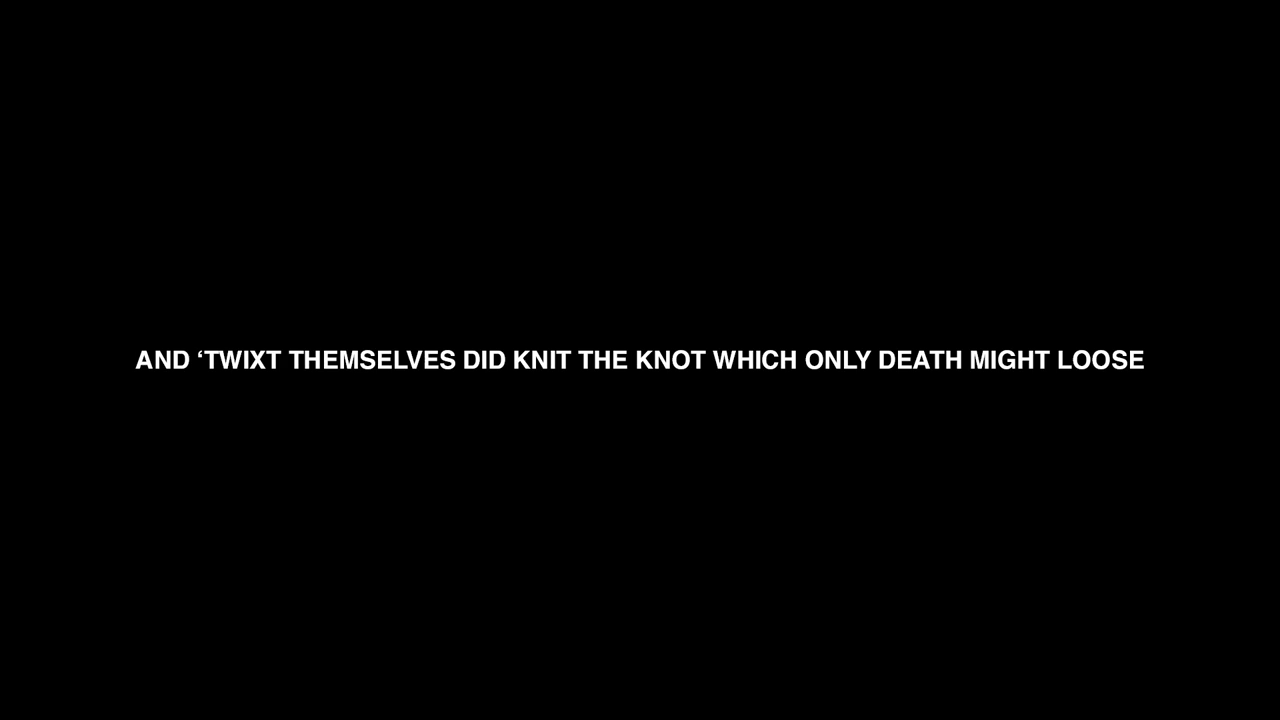 AND ‘TWIXT THEMSELVES DID KNIT THE KNOT WHICH ONLY DEATH MIGHT LOOSE